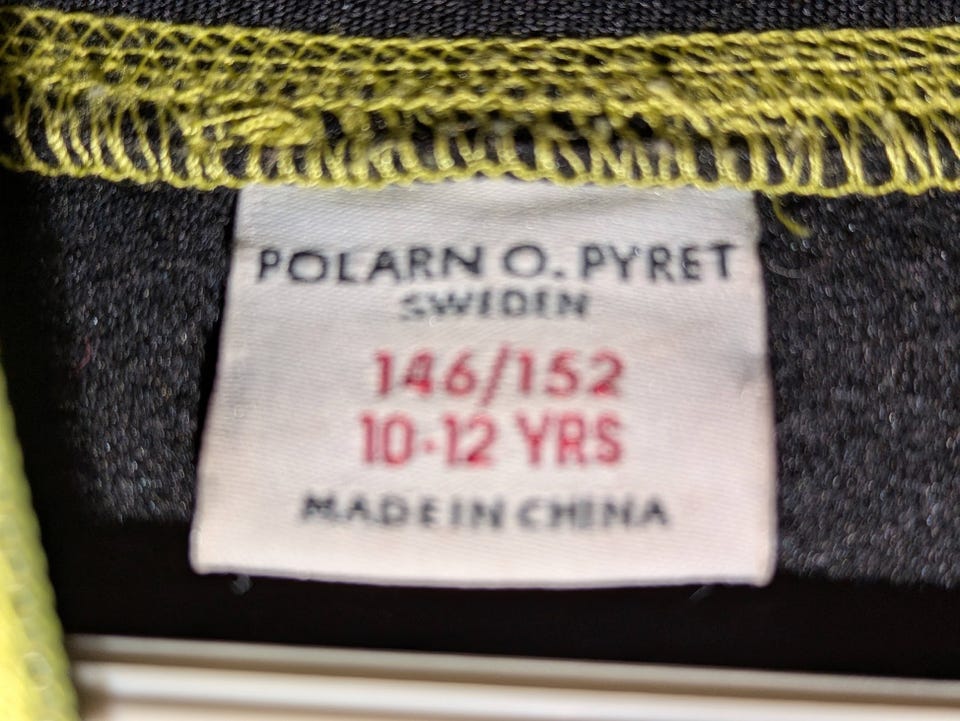 POLARN O. PYRET
SWEDEN
146/152
10-12 YRS
MADE IN CHINA